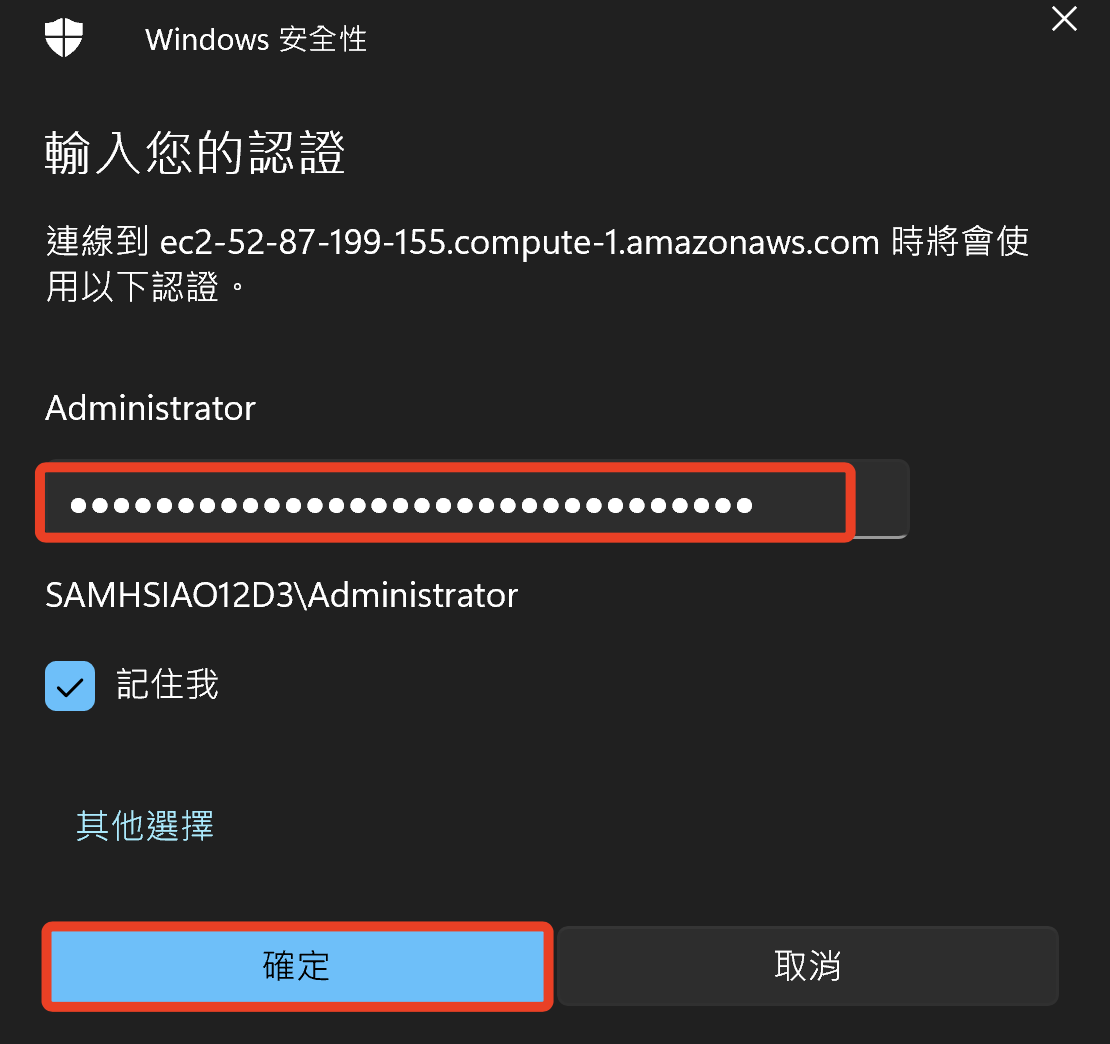 Windows 安全性
輸入您的認證
連線到 ec2-52-87-199-155.compute-1.amazonaws.com 時將會使
用以下認證。
Administrator
●●●●●●●●●●●●●●●●●●●●●●●●●●●●●●●●
SAMHSIAO12D3\Administrator
記住我
其他選擇
確定
取消